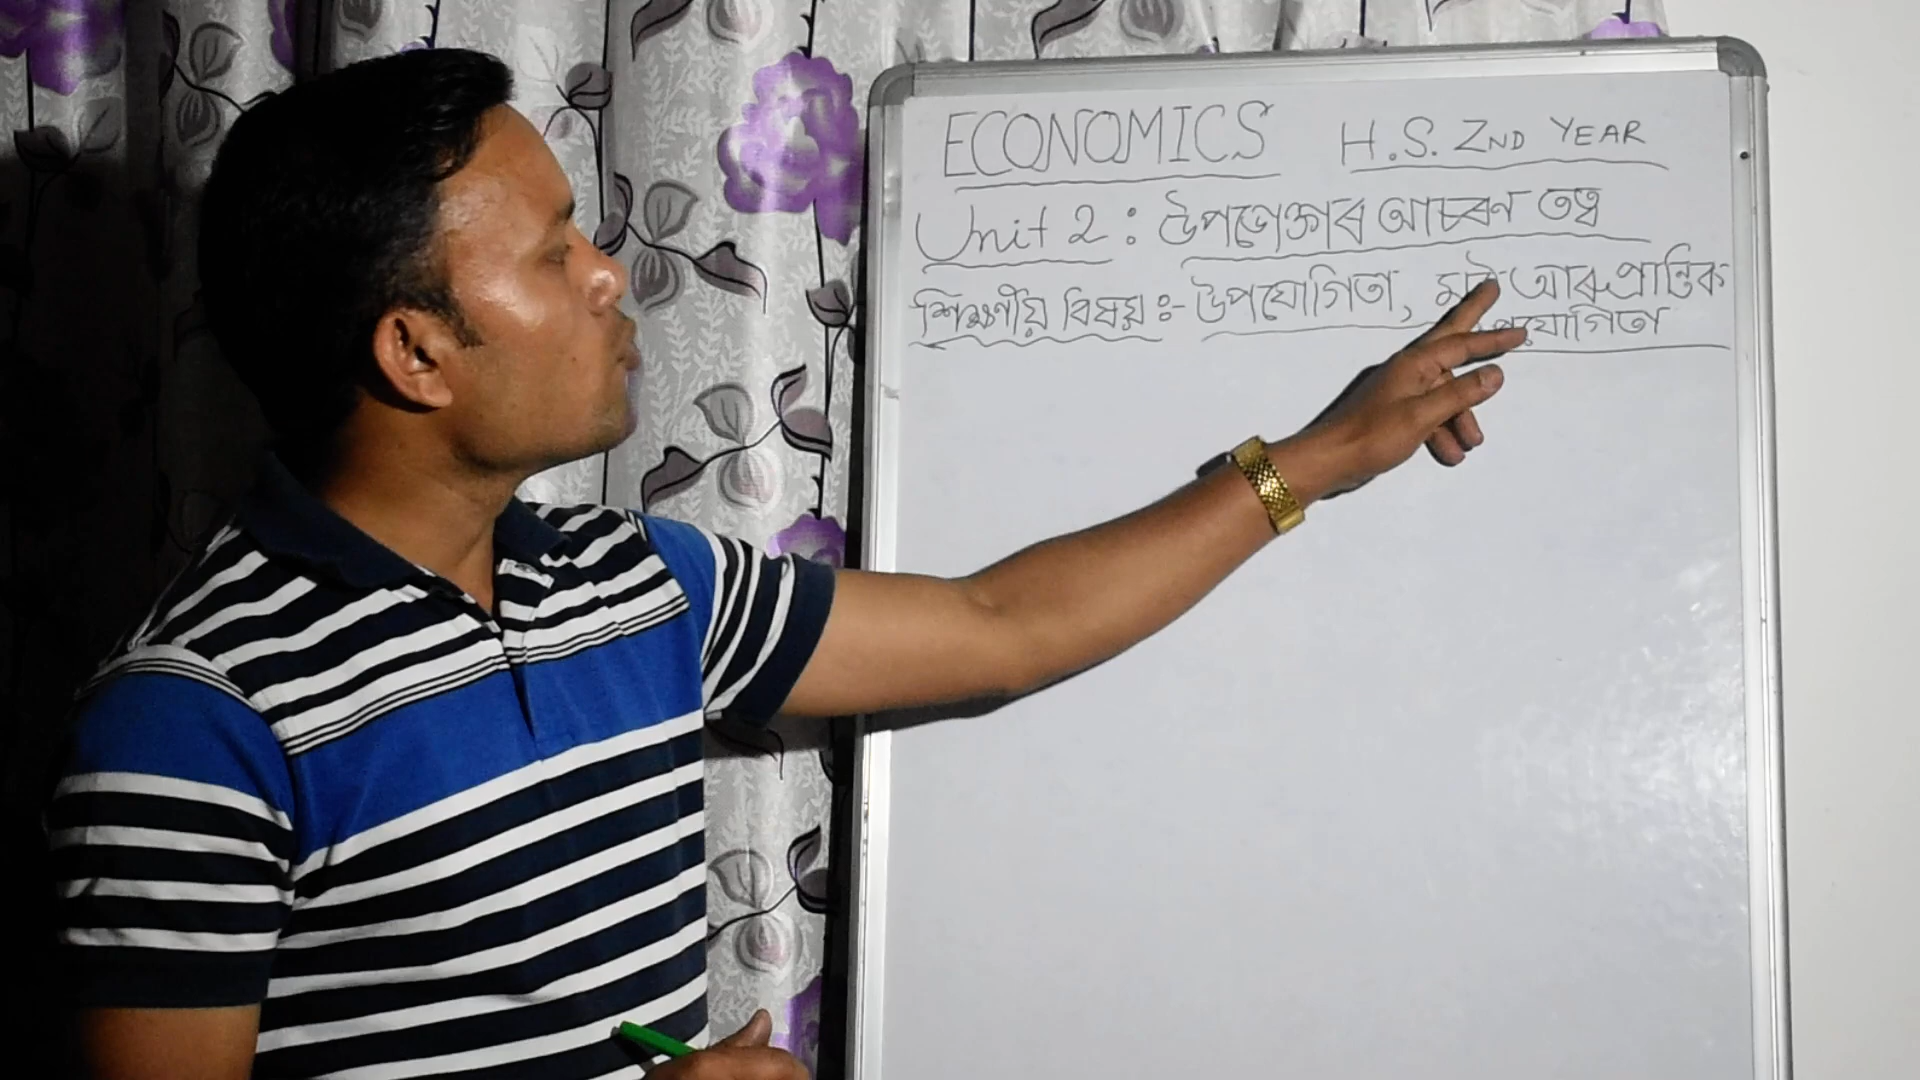 ECONOMICS H.S. 2ND YEAR
Unit 2 : উপভোক্তাৰ আচৰণ তত্ব
শিক্ষণীয় বিষয় ঃ- উপযোগিতা, মুঠ আৰু প্ৰান্তিক
উপযোগিতা